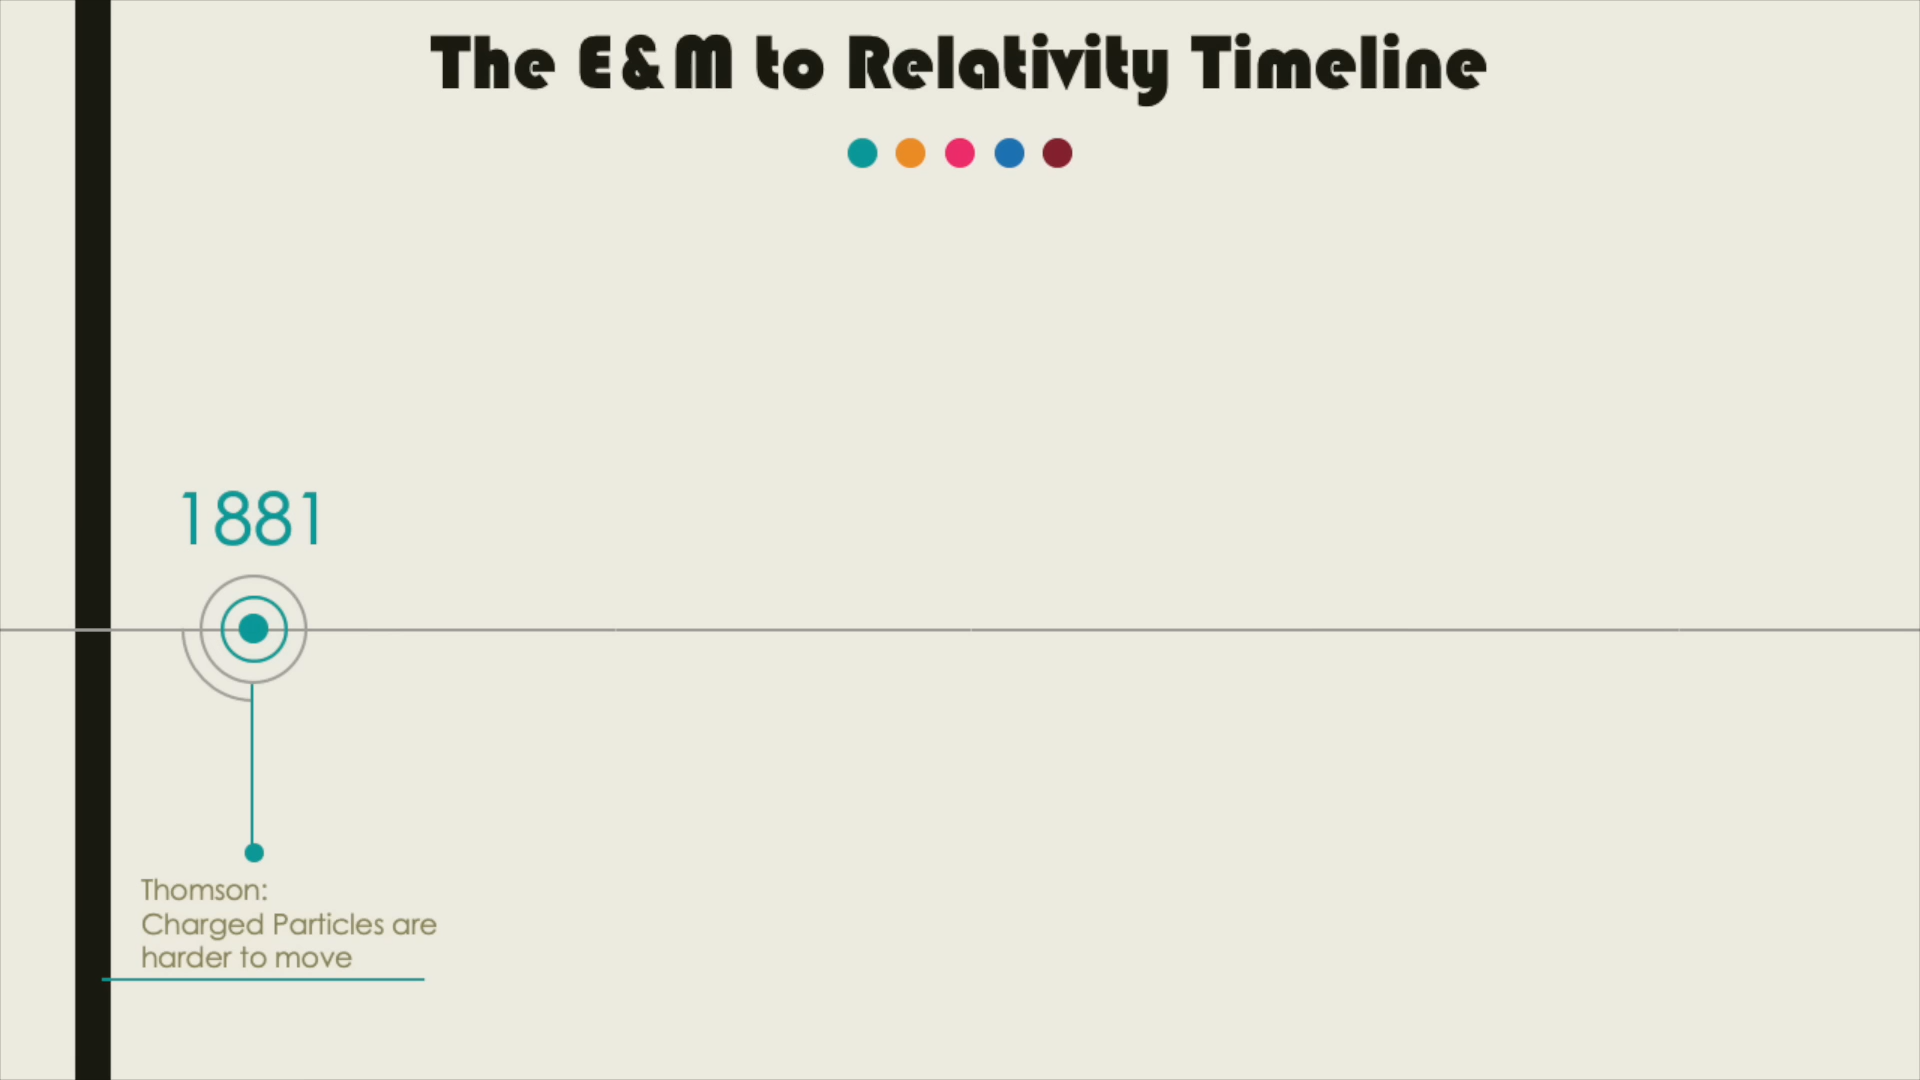 The E&M to Relativity Timeline
1881
Thomson:
Charged Particles are
harder to move